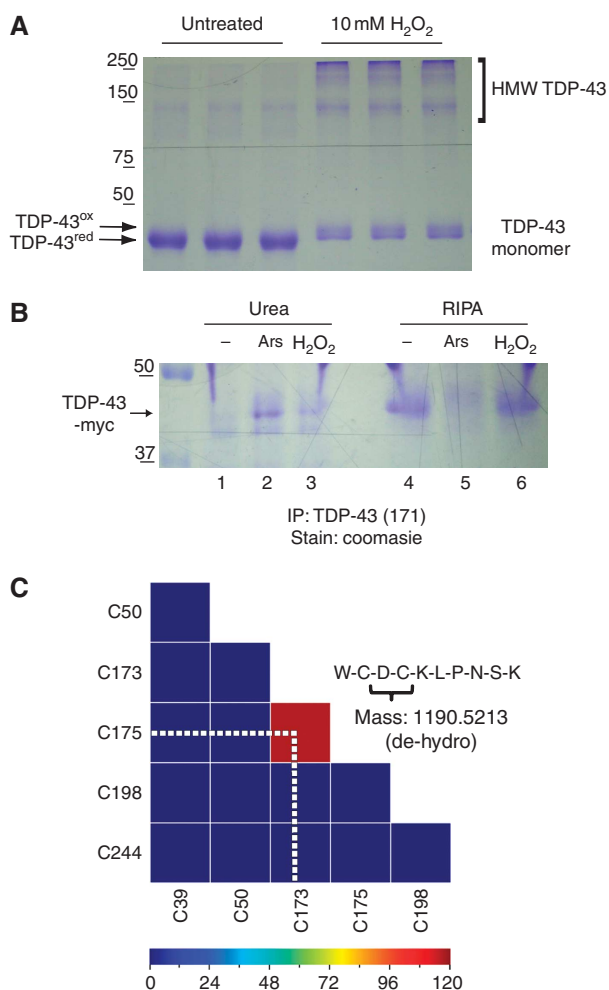 A
Untreated 10 mM H₂O₂
250
150
75
50
HMW TDP-43
TDP-43ᵒˣ
TDP-43ʳᵉᵈ
TDP-43
monomer
B
Urea RIPA
– Ars H₂O₂ – Ars H₂O₂
50
TDP-43
-myc
37
1 2 3 4 5 6
IP: TDP-43 (171)
Stain: coomasie
C
C50
C173
C175
C198
C244
W-C-D-C-K-L-P-N-S-K
Mass: 1190.5213
(de-hydro)
C39 C50 C173 C175 C198
0 24 48 72 96 120